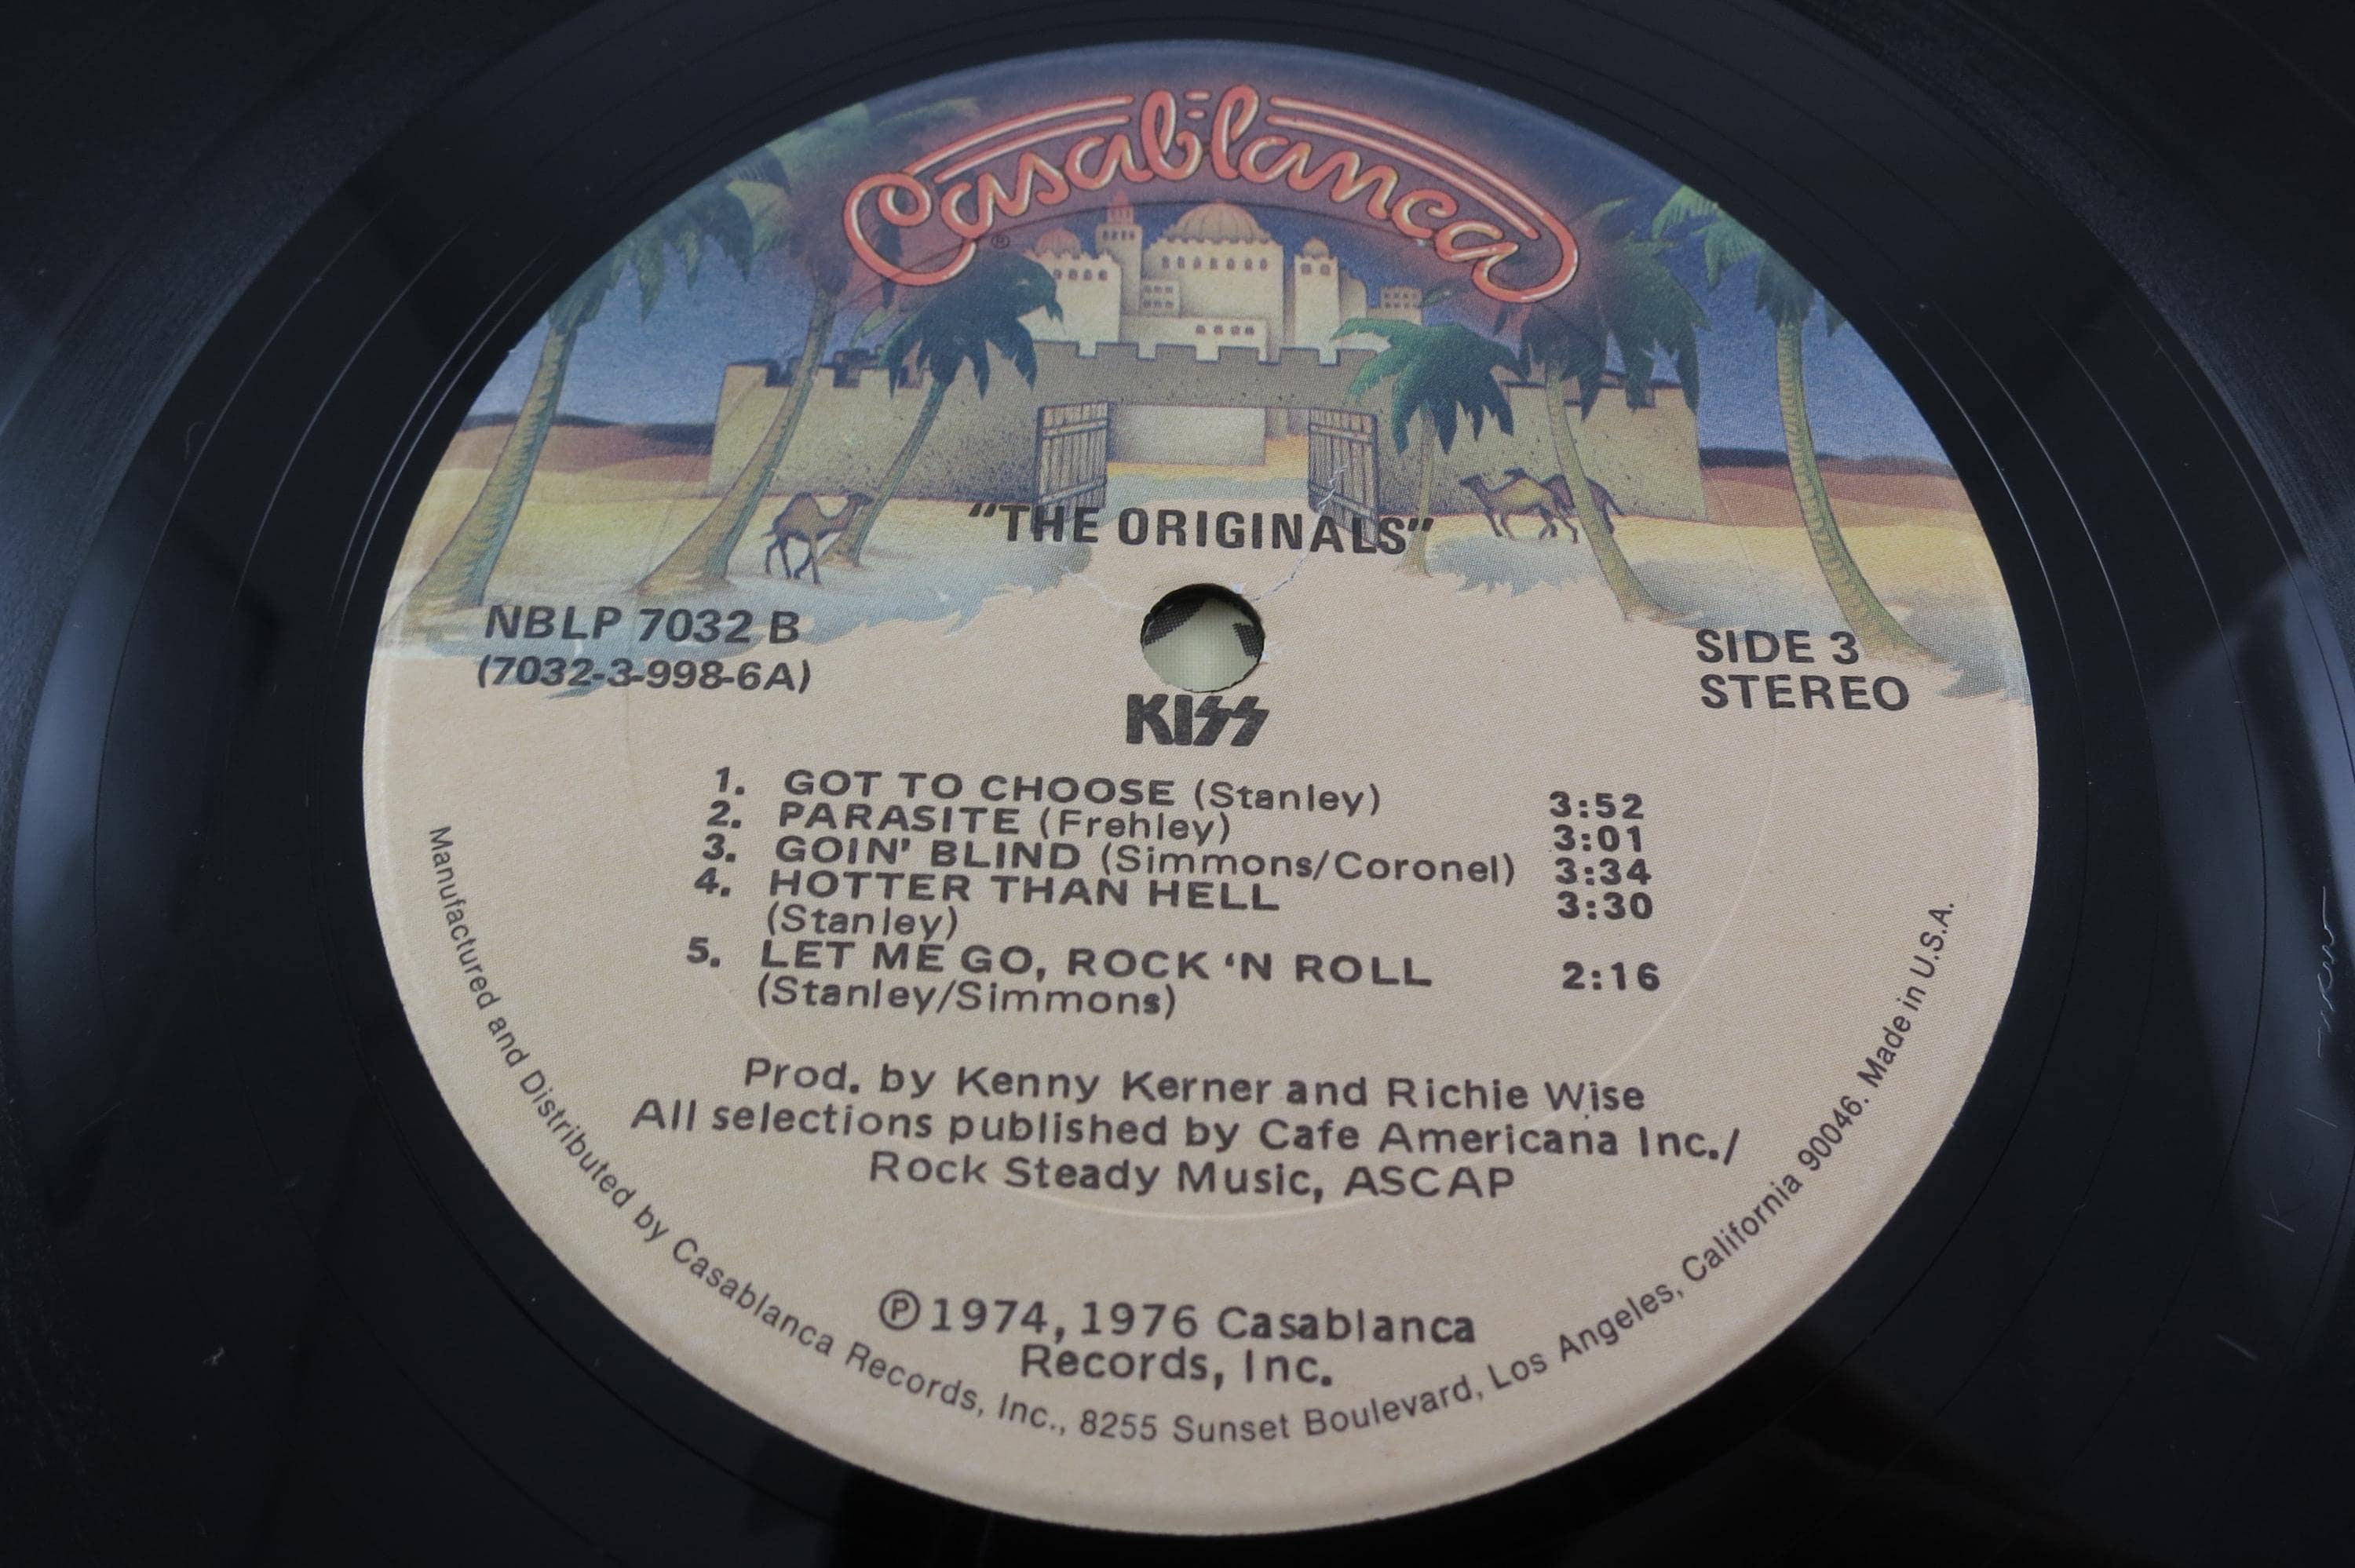 Casablanca
®
"THE ORIGINALS"
NBLP 7032 B
(7032-3-998-6A)
SIDE 3
STEREO
KISS
1. GOT TO CHOOSE (Stanley) 3:52
2. PARASITE (Frehley) 3:01
3. GOIN' BLIND (Simmons/Coronel) 3:34
4. HOTTER THAN HELL 3:30
(Stanley)
5. LET ME GO, ROCK 'N ROLL 2:16
(Stanley/Simmons)
Prod. by Kenny Kerner and Richie Wise
All selections published by Cafe Americana Inc./
Rock Steady Music, ASCAP
℗1974, 1976 Casablanca
Records, Inc.
Manufactured and Distributed by Casablanca Records, Inc., 8255 Sunset Boulevard, Los Angeles, California 90046. Made in U.S.A.